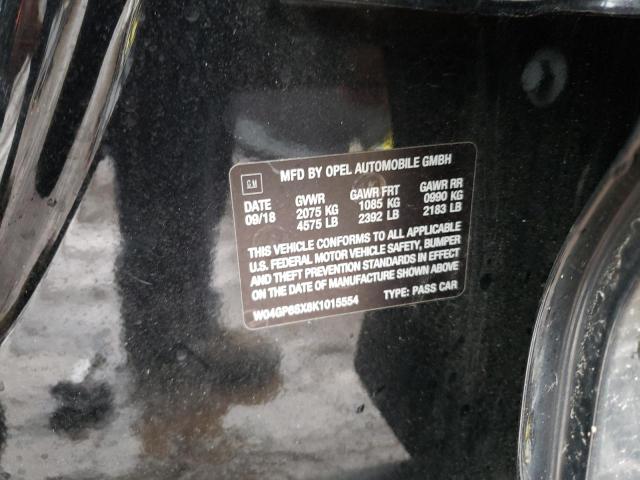 GM
MFD BY OPEL AUTOMOBILE GMBH
DATE GVWR GAWR FRT GAWR RR
09/18 2075 KG 1085 KG 0990 KG
4575 LB 2392 LB 2183 LB
THIS VEHICLE CONFORMS TO ALL APPLICABLE
U.S. FEDERAL MOTOR VEHICLE SAFETY, BUMPER
AND THEFT PREVENTION STANDARDS IN EFFECT
ON THE DATE OF MANUFACTURE SHOWN ABOVE
W04GP6SX8K1015554 TYPE: PASS CAR